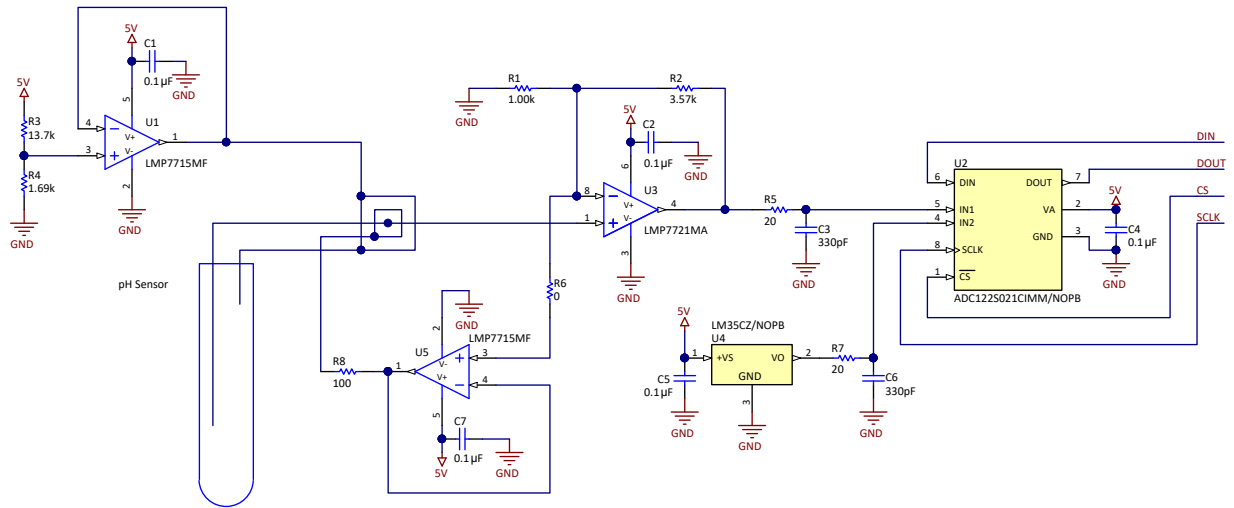 5V
R3
13.7k
R4
1.69k
GND
5V
C1
0.1µF
GND
5
4
3
V+
V-
U1
1
LMP7715MF
2
GND
pH Sensor
GND
R1
1.00k
R2
3.57k
5V
C2
0.1µF
GND
6
8
1
U3
V+
V-
4
LMP7721MA
3
GND
R5
20
C3
330pF
GND
R6
0
GND
2
LMP7715MF
U5
V-
V+
3
4
1
5
R8
100
C7
0.1µF
GND
5V
5V
LM35CZ/NOPB
U4
1
+VS
VO
2
GND
3
GND
C5
0.1µF
GND
R7
20
C6
330pF
GND
DIN
DOUT
CS
SCLK
U2
6
DIN
DOUT
7
5
IN1
VA
2
4
IN2
GND
3
8
SCLK
1
CS
ADC122S021CIMM/NOPB
5V
C4
0.1µF
GND